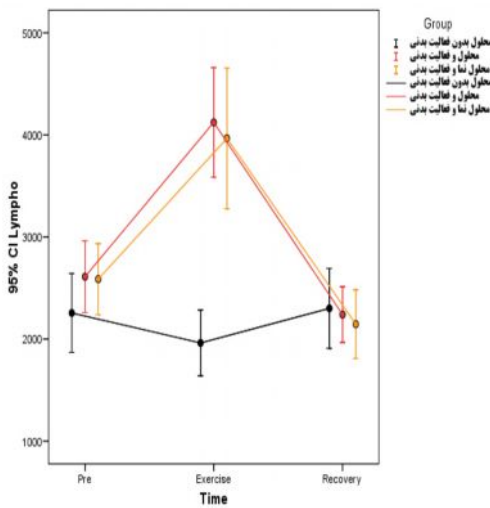 Group
محلول بدون فعالیت بدنی
محلول و فعالیت بدنی
محلول نما و فعالیت بدنی
محلول بدون فعالیت بدنی
محلول و فعالیت بدنی
محلول نما و فعالیت بدنی
95% CI Lympho
5000
4000
3000
2000
1000
Pre
Exercise
Recovery
Time